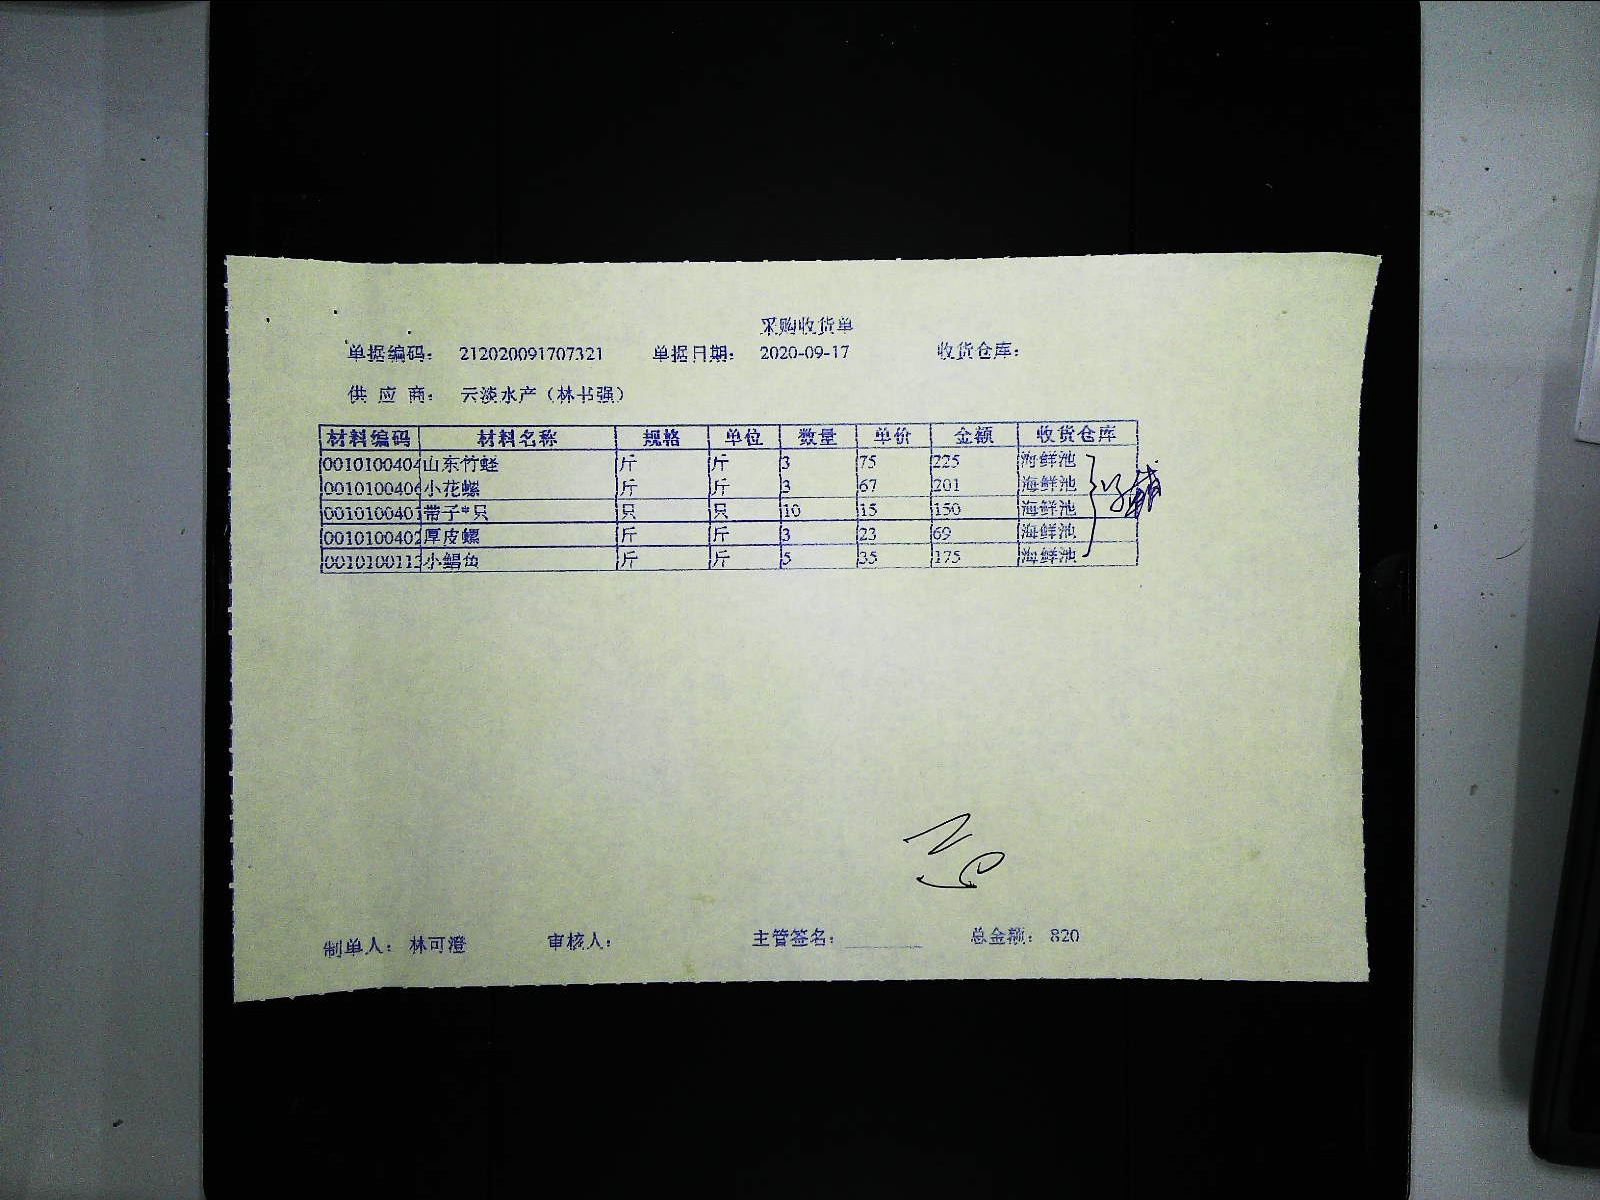 采购收货单
单据编码： 212020091707321 单据日期： 2020-09-17 收货仓库：
供 应 商： 云淡水产（林书强）
材料编码 材料名称 规格 单位 数量 单价 金额 收货仓库
0010100404 山东竹蛏 斤 斤 3 75 225 海鲜池
0010100406 小花螺 斤 斤 3 67 201 海鲜池
0010100401 带子*只 只 只 10 15 150 海鲜池
0010100402 厚皮螺 斤 斤 3 23 69 海鲜池
0010100113 小鲳鱼 斤 斤 5 35 175 海鲜池
制单人： 林可澄 审核人： 主管签名： 总金额： 820